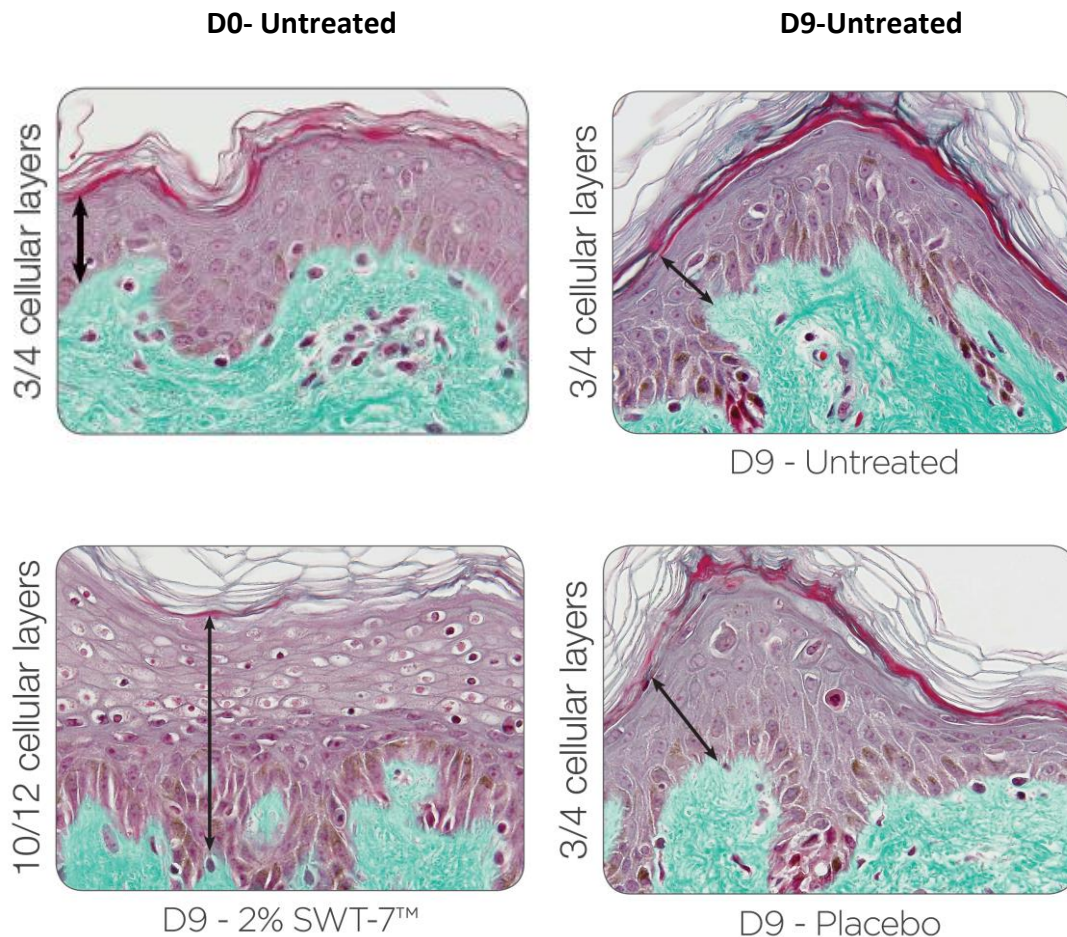 D0- Untreated
D9-Untreated
3/4 cellular layers
3/4 cellular layers
D9 - Untreated
10/12 cellular layers
3/4 cellular layers
D9 - 2% SWT-7™
D9 - Placebo